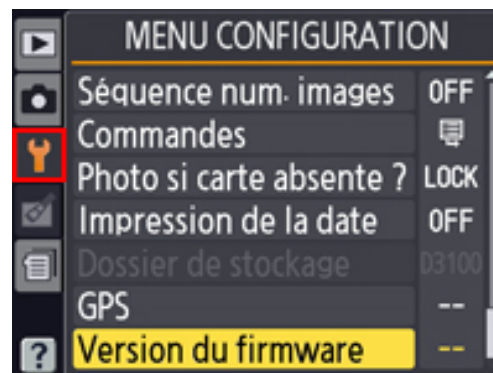 MENU CONFIGURATION
Séquence num. images OFF
Commandes
Photo si carte absente ? LOCK
Impression de la date OFF
Dossier de stockage D3100
GPS --
Version du firmware --
?